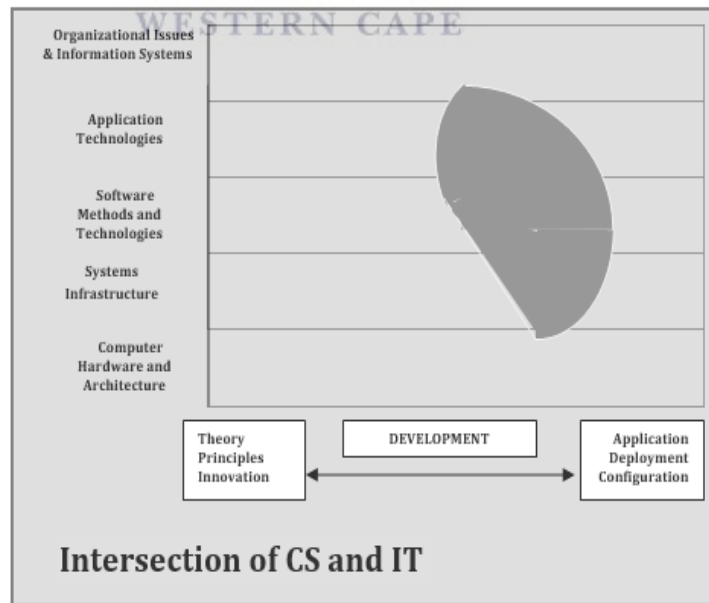 WESTERN CAPE
Organizational Issues
& Information Systems
Application
Technologies
Software
Methods and
Technologies
Systems
Infrastructure
Computer
Hardware and
Architecture
Theory
Principles
Innovation
DEVELOPMENT
Application
Deployment
Configuration
Intersection of CS and IT